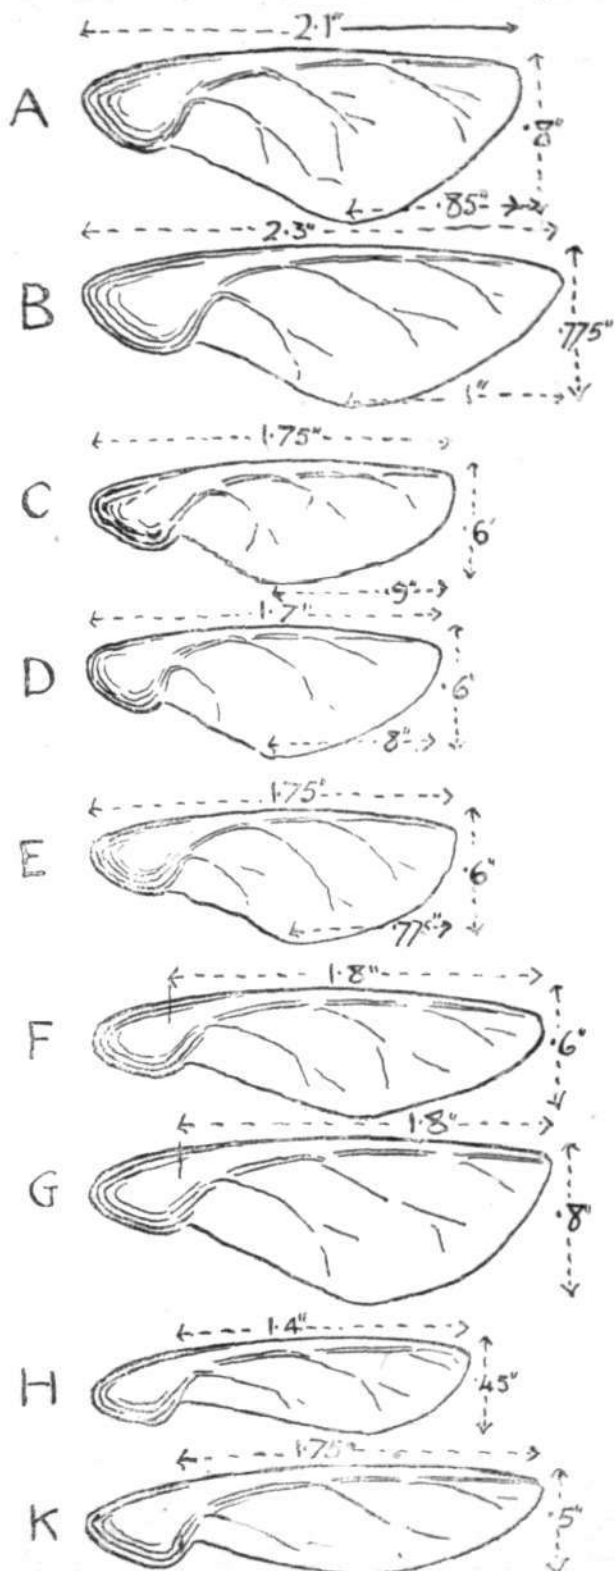 2.1"
A
.8"
.85"
2.3"
B
.775"
1"
1.75"
C
.6'
.9"
1.7"
D
.6'
.8"
1.75"
E
.6"
.775"
1.8"
F
.6"
1.8"
G
.8"
1.4"
H
.45"
1.75"
K
.5"